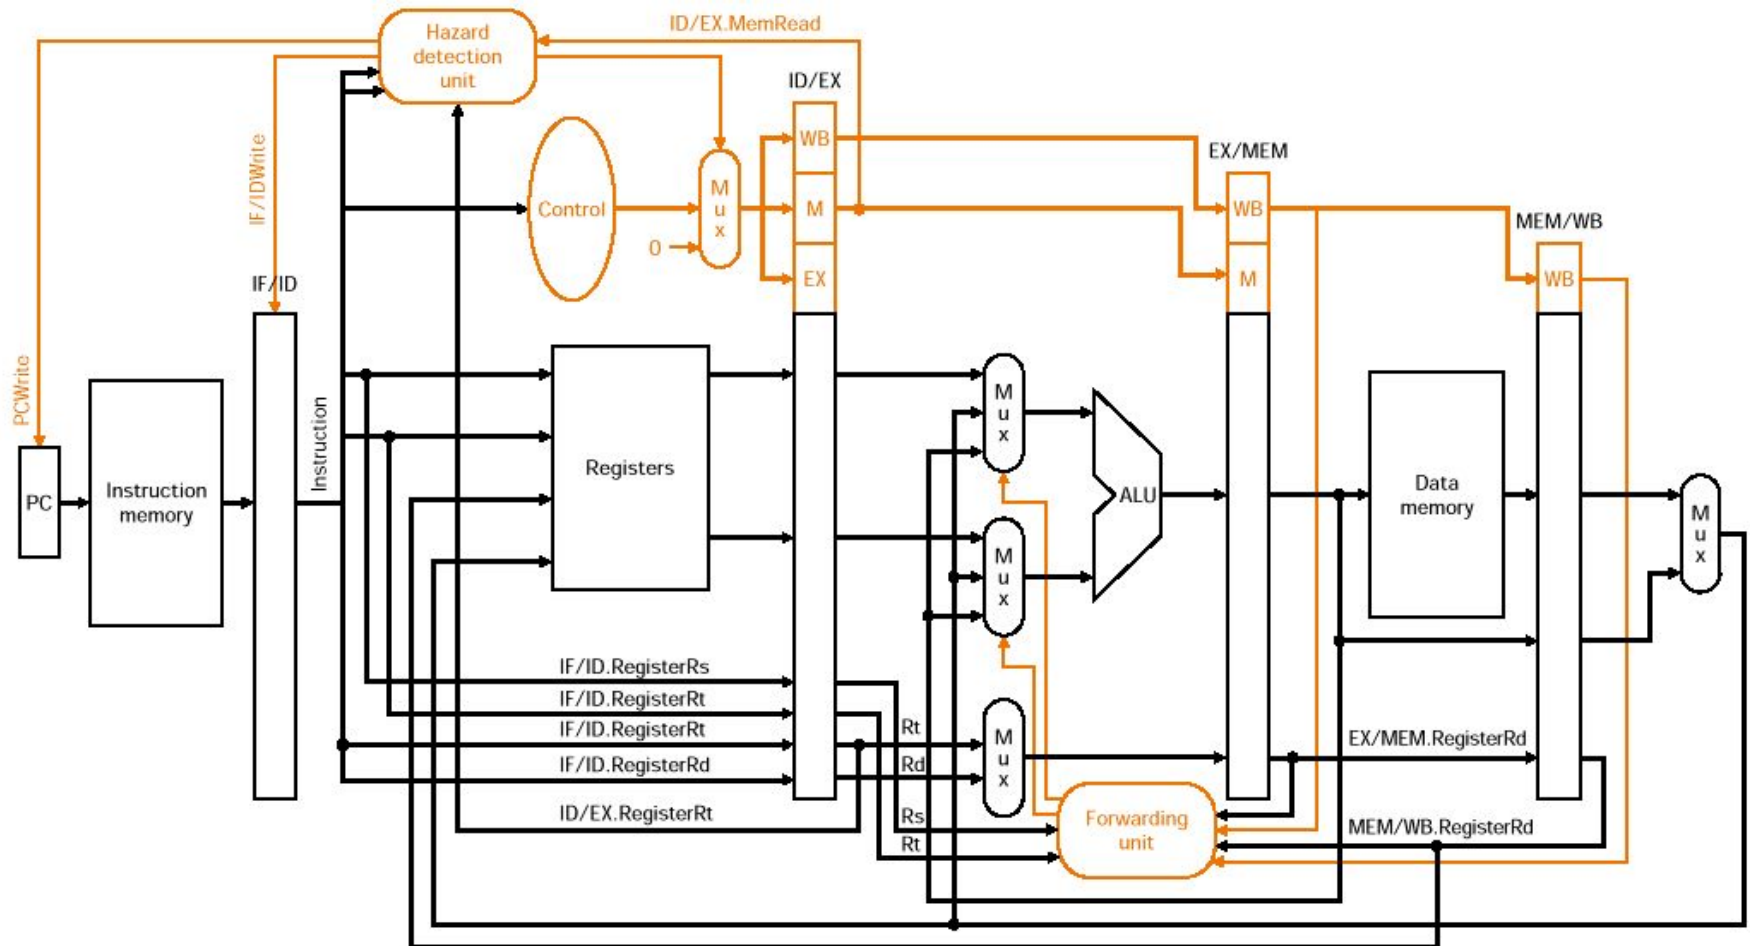 Hazard
detection
unit
ID/EX.MemRead
ID/EX
WB
EX/MEM
IF/IDWrite
Control
M
u
x
M
WB
MEM/WB
0
IF/ID
EX
M
WB
PCWrite
Instruction
M
u
x
PC
Instruction
memory
Registers
ALU
Data
memory
M
u
x
M
u
x
IF/ID.RegisterRs
IF/ID.RegisterRt
IF/ID.RegisterRt
IF/ID.RegisterRd
Rt
Rd
M
u
x
EX/MEM.RegisterRd
ID/EX.RegisterRt
Rs
Rt
Forwarding
unit
MEM/WB.RegisterRd